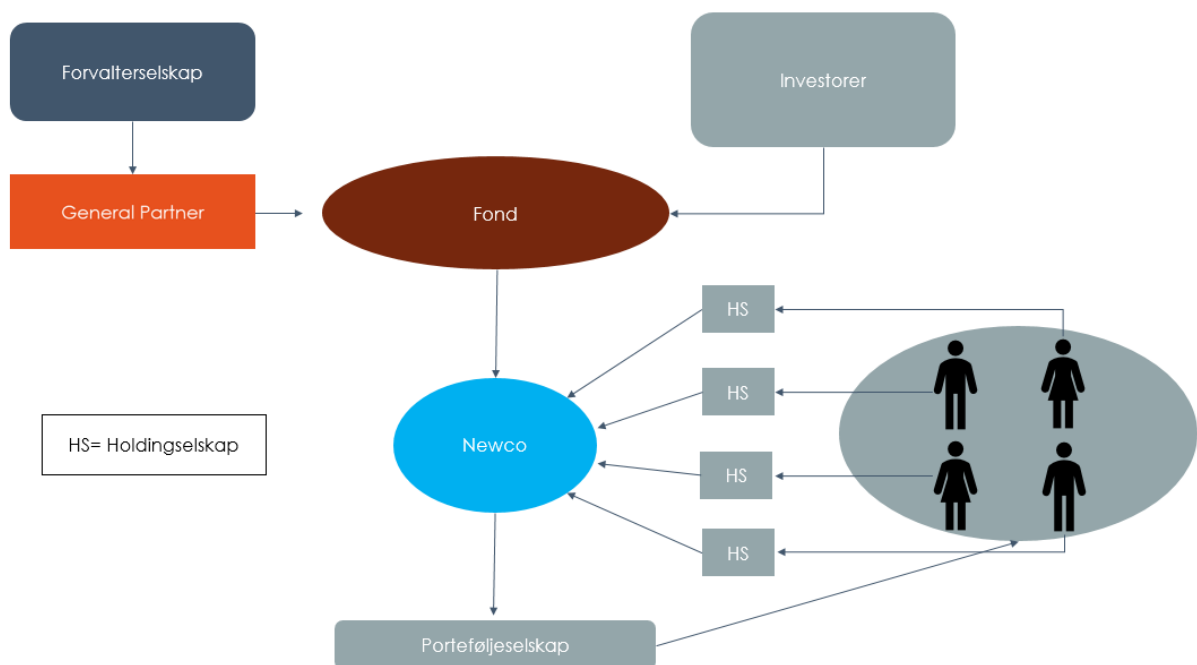 Forvalterselskap
Investorer
General Partner
Fond
HS
HS
Newco
HS= Holdingselskap
HS
HS
Porteføljeselskap